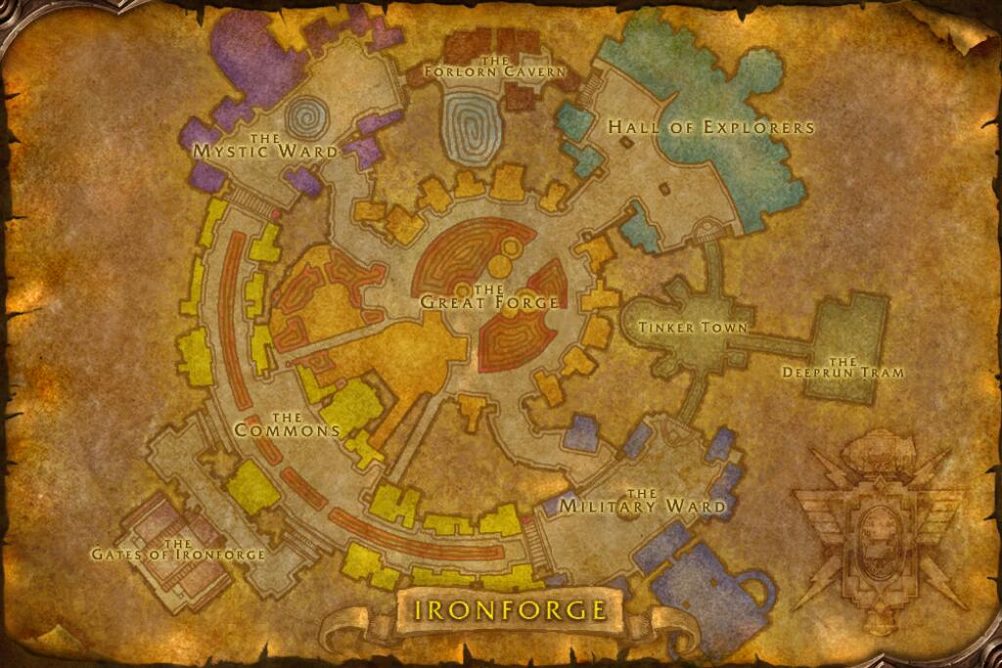 THE
FORLORN CAVERN
HALL OF EXPLORERS
THE
MYSTIC WARD
THE
GREAT FORGE
TINKER TOWN
THE
DEEPRUN TRAM
THE
COMMONS
THE
MILITARY WARD
THE
GATES OF IRONFORGE
IRONFORGE